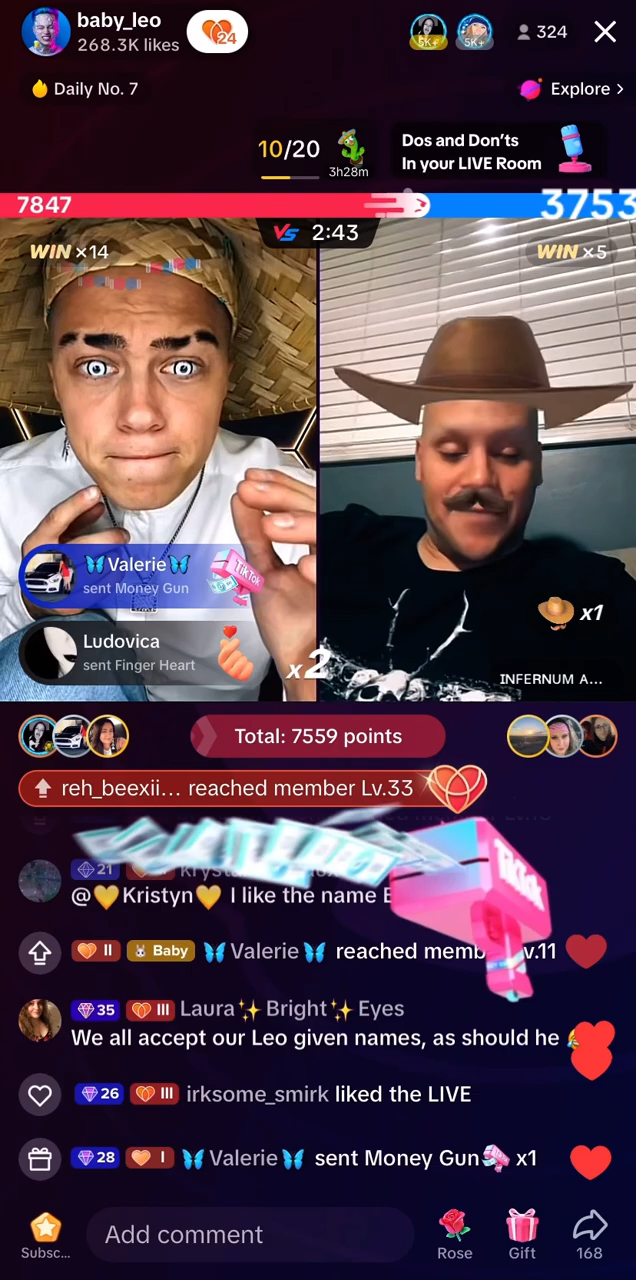 baby_leo
268.3K likes
24
5K+
5K+
324
Daily No. 7
Explore >
10/20
3h28m
Dos and Don'ts
In your LIVE Room
7847
3753
VS 2:43
WIN ×14
WIN ×5
🦋Valerie🦋
sent Money Gun
TikTok
Ludovica
sent Finger Heart
x2
x1
INFERNUM A...
Total: 7559 points
reh_beexii... reached member Lv.33
TikTok
21
@💛Kristyn💛 I like the name
II Baby 🦋Valerie🦋 reached memb v.11
35 III Laura✨Bright✨Eyes
We all accept our Leo given names, as should he
26 III irksome_smirk liked the LIVE
28 I 🦋Valerie🦋 sent Money Gun x1
Subsc...
Add comment
Rose
Gift
168